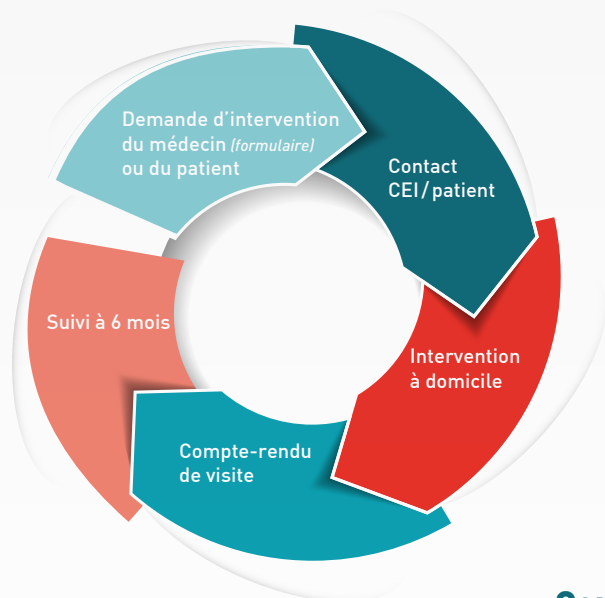 Demande d'intervention
du médecin (formulaire)
ou du patient
Contact
CEI/patient
Intervention
à domicile
Compte-rendu
de visite
Suivi à 6 mois